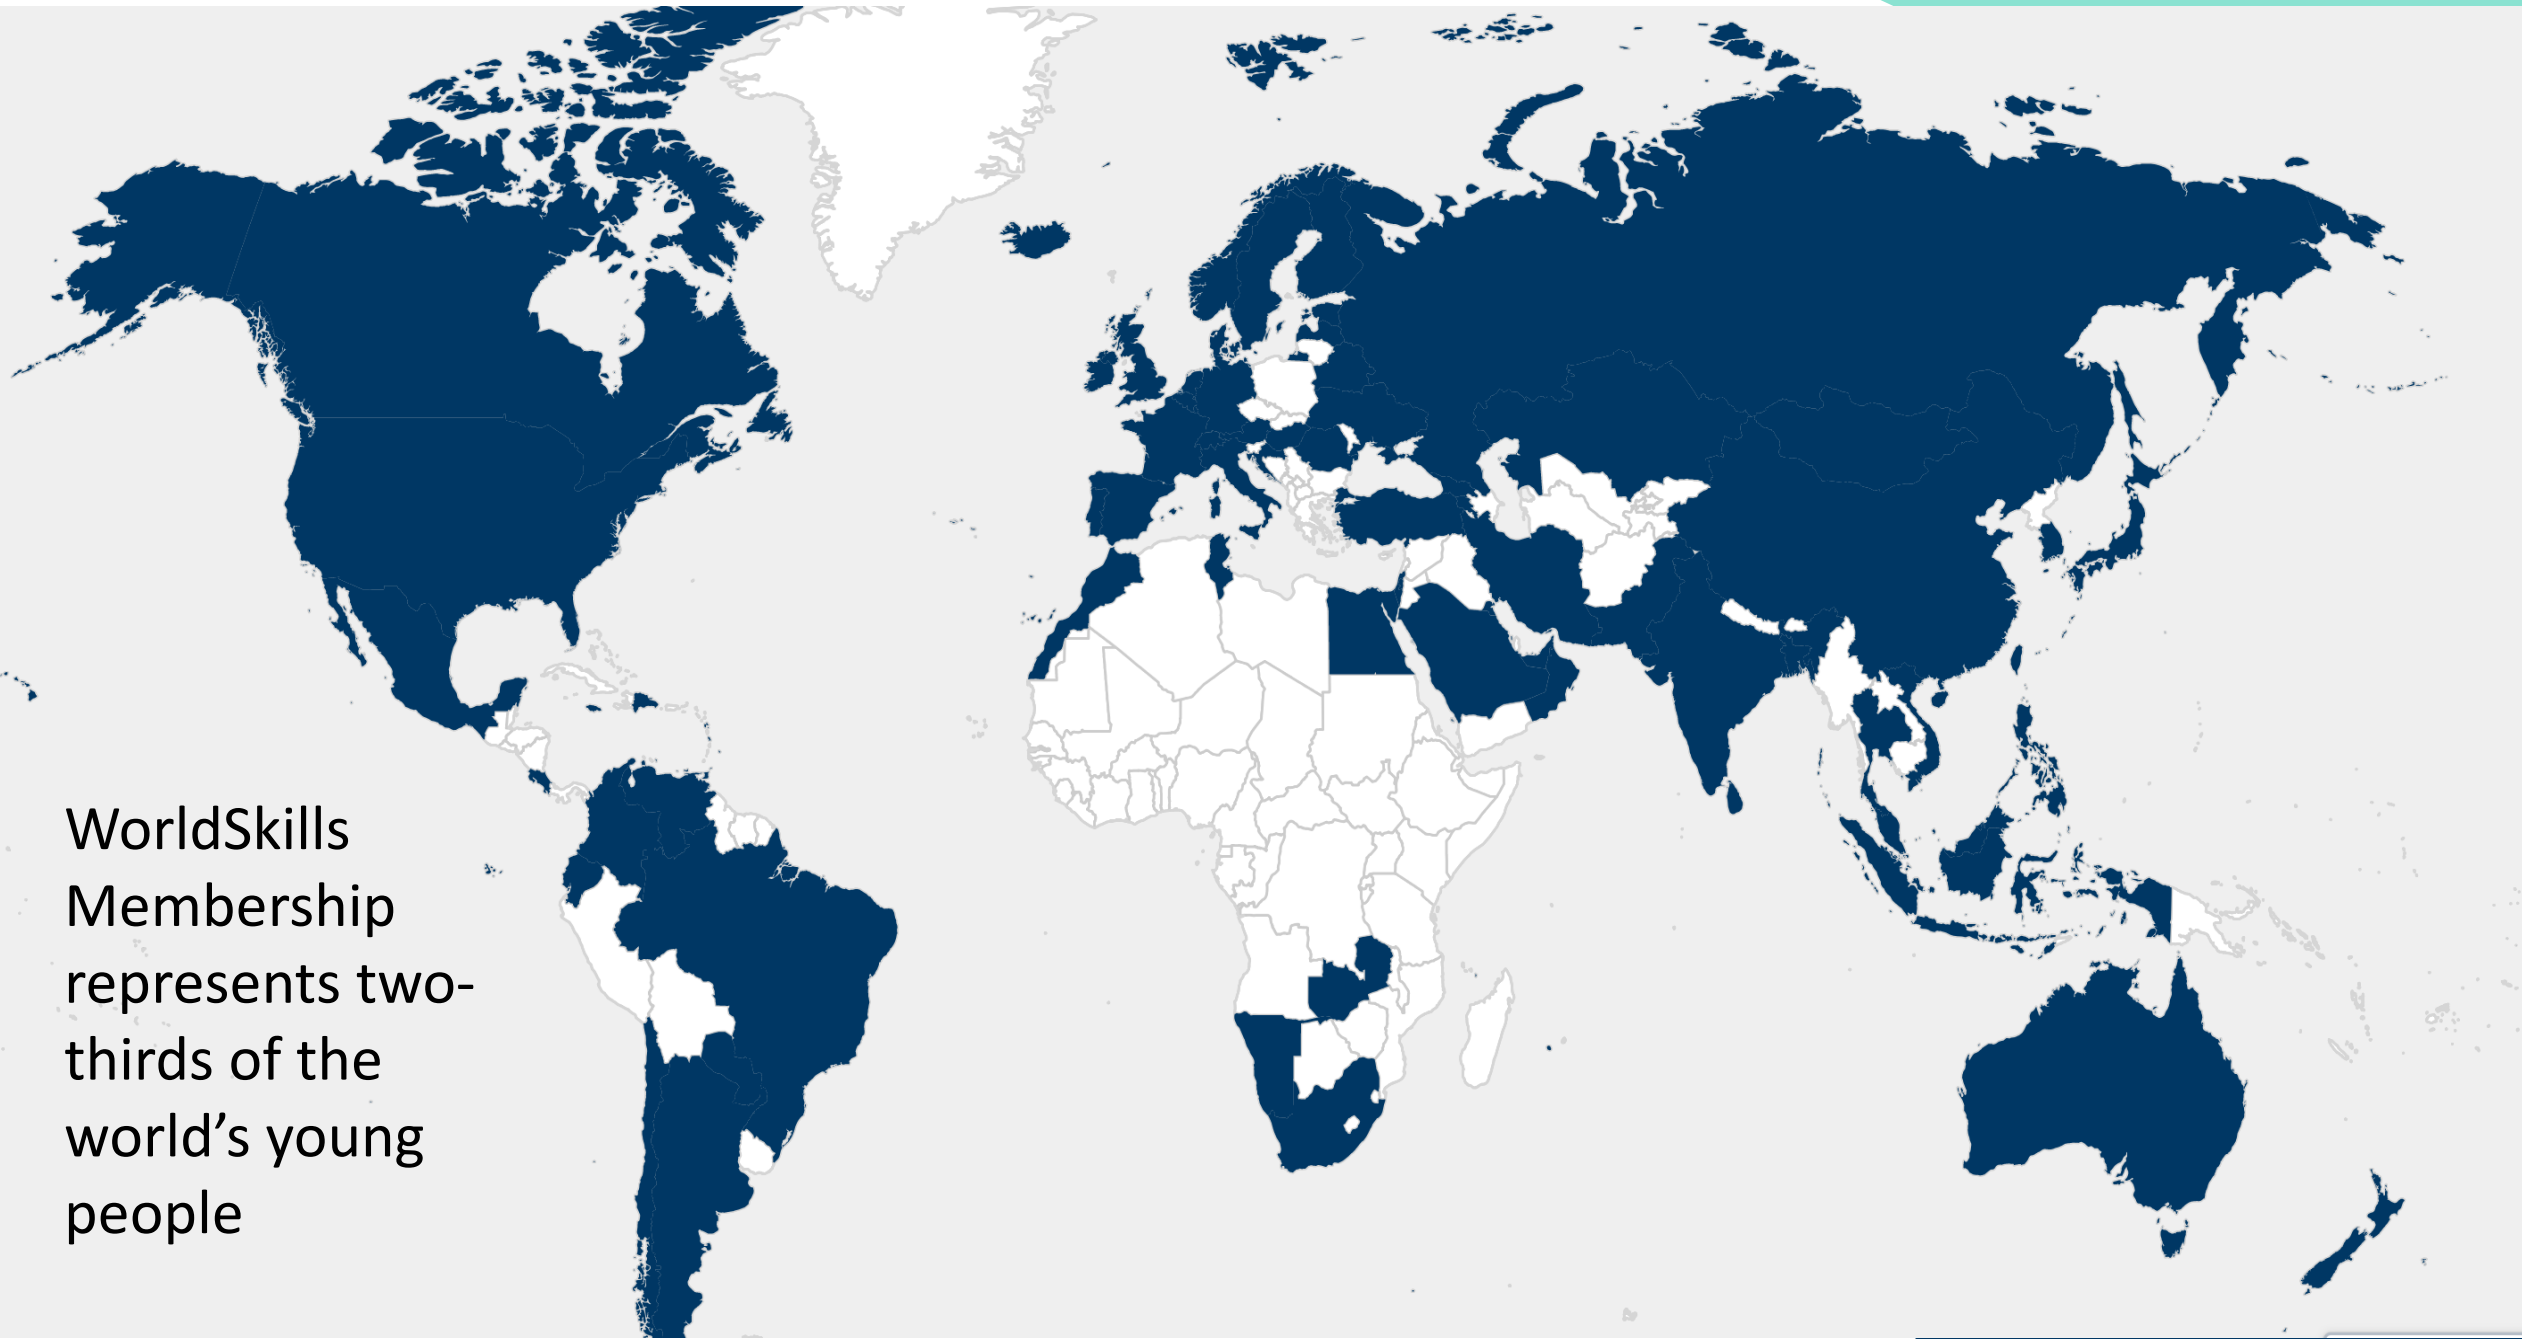 WorldSkills
Membership
represents two-
thirds of the
world’s young
people